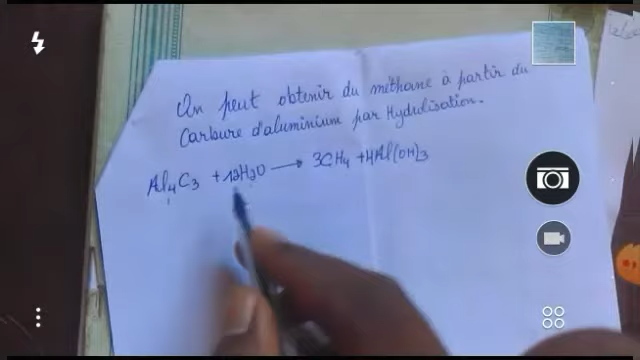 On peut obtenir du méthane à partir du
Carbure d'aluminium par Hydrolisation.
Al₄C₃ + 12H₂O → 3CH₄ + 4Al(OH)₃